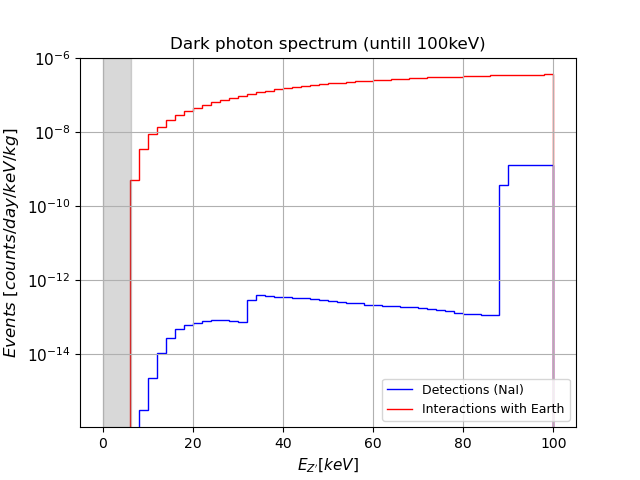 Dark photon spectrum (untill 100keV)
10⁻⁶
10⁻⁸
10⁻¹⁰
10⁻¹²
10⁻¹⁴
Events [counts/day/keV/kg]
Detections (NaI)
Interactions with Earth
0 20 40 60 80 100
E_Z' [keV]